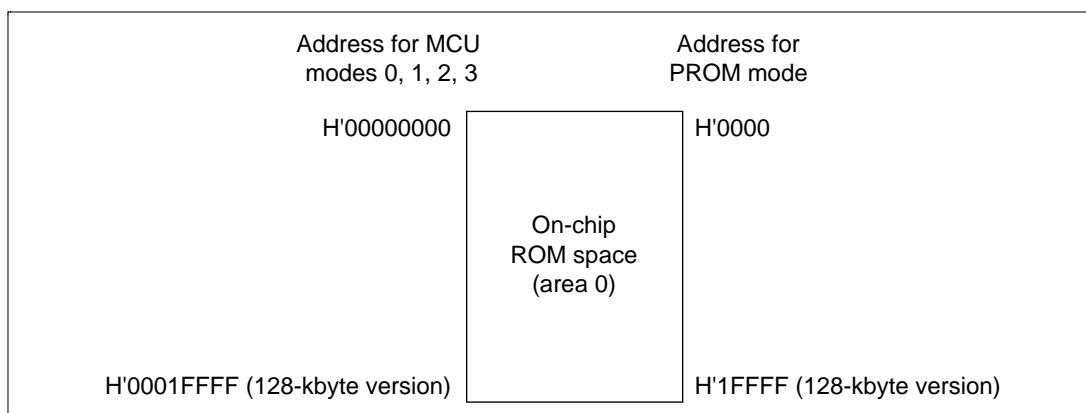 Address for MCU
modes 0, 1, 2, 3
Address for
PROM mode
H'00000000
H'0000
On-chip
ROM space
(area 0)
H'0001FFFF (128-kbyte version)
H'1FFFF (128-kbyte version)